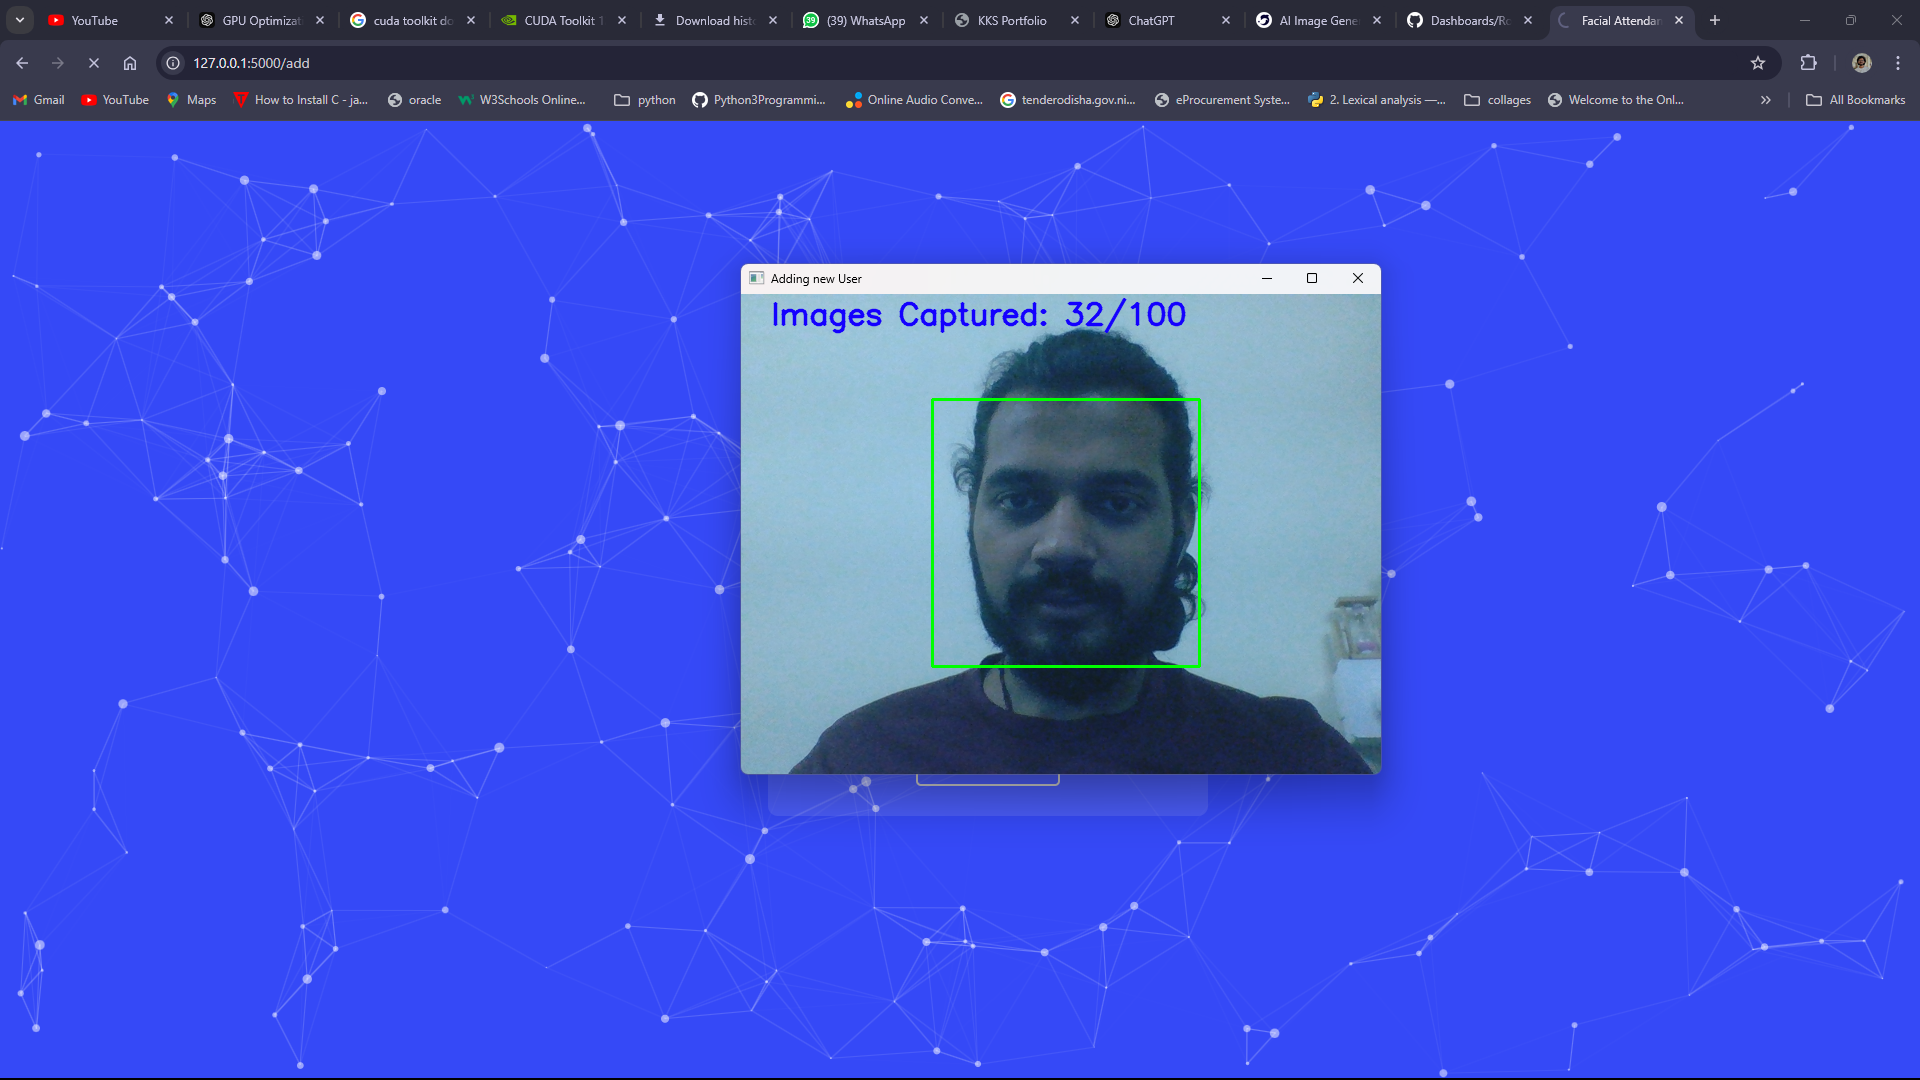 YouTube
GPU Optimizat
cuda toolkit do
CUDA Toolkit 1
Download histo
(39) WhatsApp
KKS Portfolio
ChatGPT
AI Image Gene
Dashboards/Ro
Facial Attendan
127.0.0.1:5000/add
Gmail
YouTube
Maps
How to Install C - ja...
oracle
W3Schools Online...
python
Python3Programmi...
Online Audio Conve...
tenderodisha.gov.ni...
eProcurement Syste...
2. Lexical analysis —...
collages
Welcome to the Onl...
All Bookmarks
Adding new User
Images Captured: 32/100